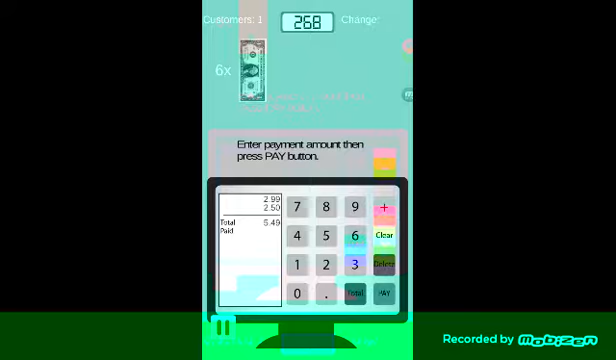 Customers: 1
268
Change:
6x
Enter payment amount then
press PAY button.
2.99
2.50
Total 5.49
Paid
7 8 9 +
4 5 6 Clear
1 2 3 Delete
0 . Total PAY
Recorded by mobizen